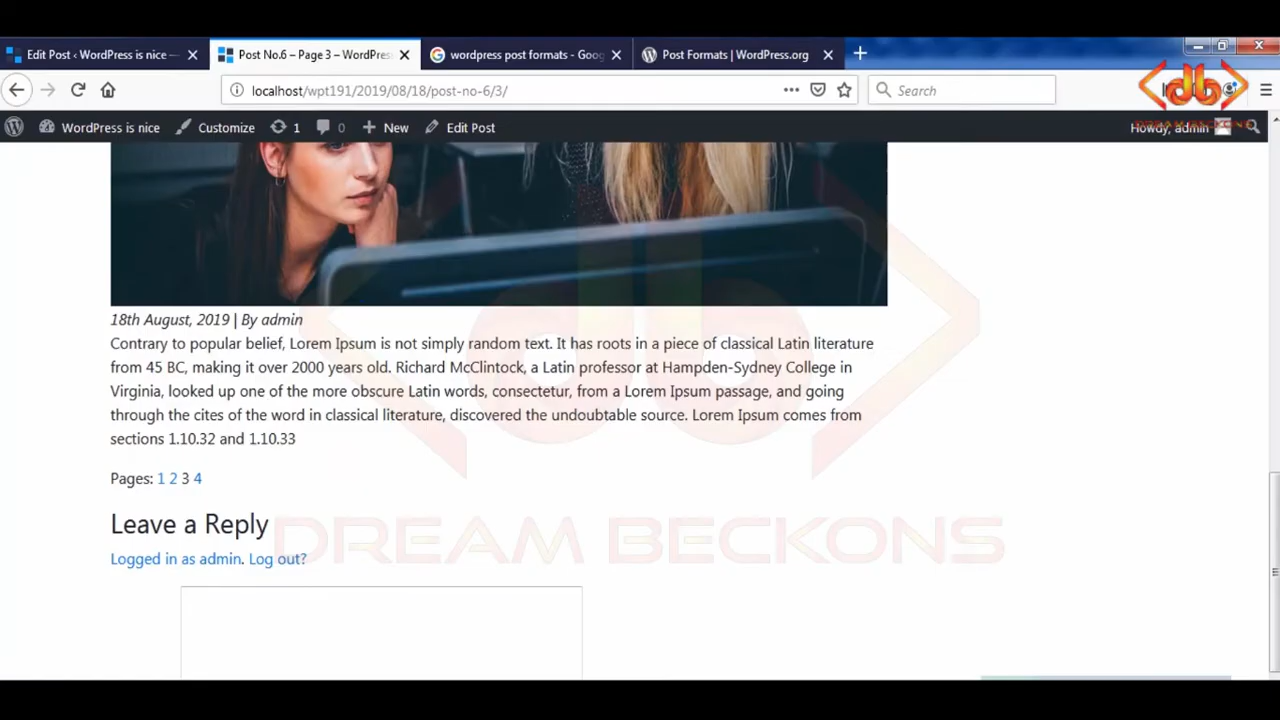 Edit Post ‹ WordPress is nice —
Post No.6 – Page 3 – WordPres
wordpress post formats - Goog
Post Formats | WordPress.org
localhost/wpt191/2019/08/18/post-no-6/3/
Search
WordPress is nice
Customize
1
0
New
Edit Post
Howdy, admin
18th August, 2019 | By admin
Contrary to popular belief, Lorem Ipsum is not simply random text. It has roots in a piece of classical Latin literature
from 45 BC, making it over 2000 years old. Richard McClintock, a Latin professor at Hampden-Sydney College in
Virginia, looked up one of the more obscure Latin words, consectetur, from a Lorem Ipsum passage, and going
through the cites of the word in classical literature, discovered the undoubtable source. Lorem Ipsum comes from
sections 1.10.32 and 1.10.33
Pages: 1 2 3 4
Leave a Reply
DREAM BECKONS
Logged in as admin. Log out?